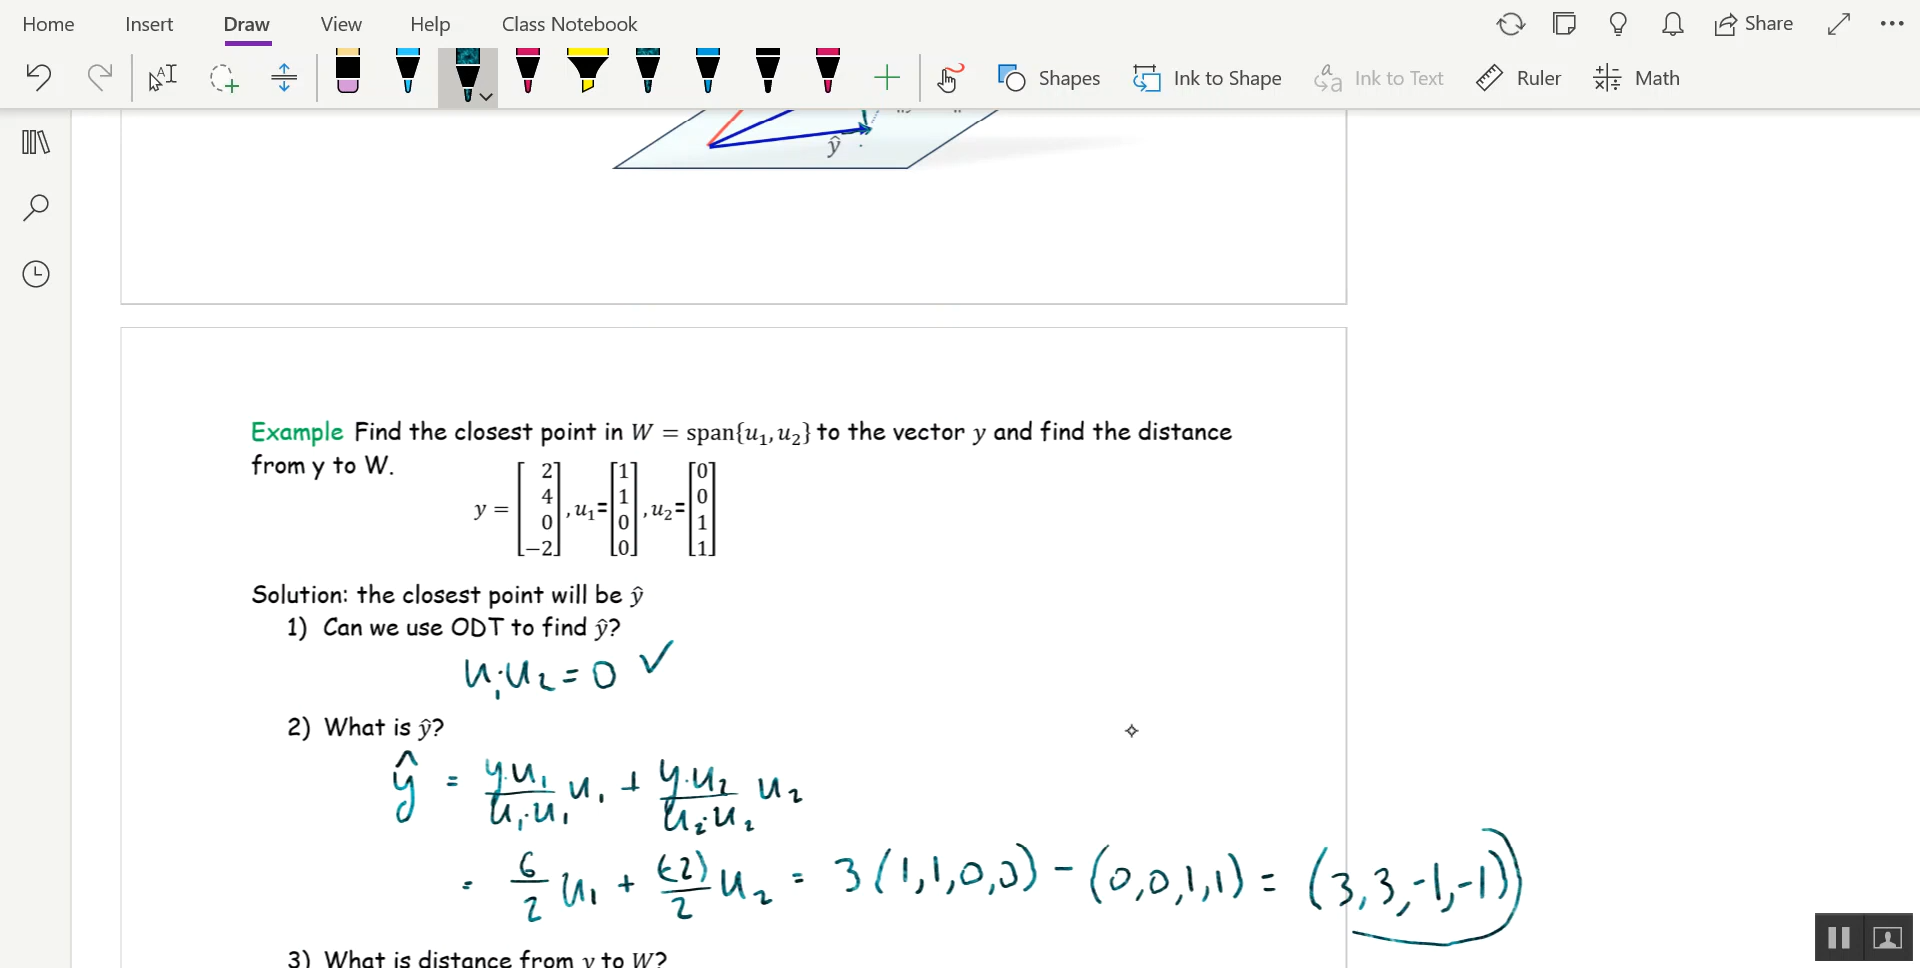 Home Insert Draw View Help Class Notebook Share
Shapes Ink to Shape Ink to Text Ruler Math
ŷ
Example Find the closest point in W = span{u₁, u₂} to the vector y and find the distance
from y to W.
y = [2 4 0 −2], u₁= [1 1 0 0], u₂= [0 0 1 1]
Solution: the closest point will be ŷ
1) Can we use ODT to find ŷ?
u₁·u₂ = 0 ✓
2) What is ŷ?
ŷ = y·u₁/u₁·u₁ u₁ + y·u₂/u₂·u₂ u₂
= 6/2 u₁ + (-2)/2 u₂ = 3(1,1,0,0) - (0,0,1,1) = (3,3,-1,-1)
3) What is distance from y to W?